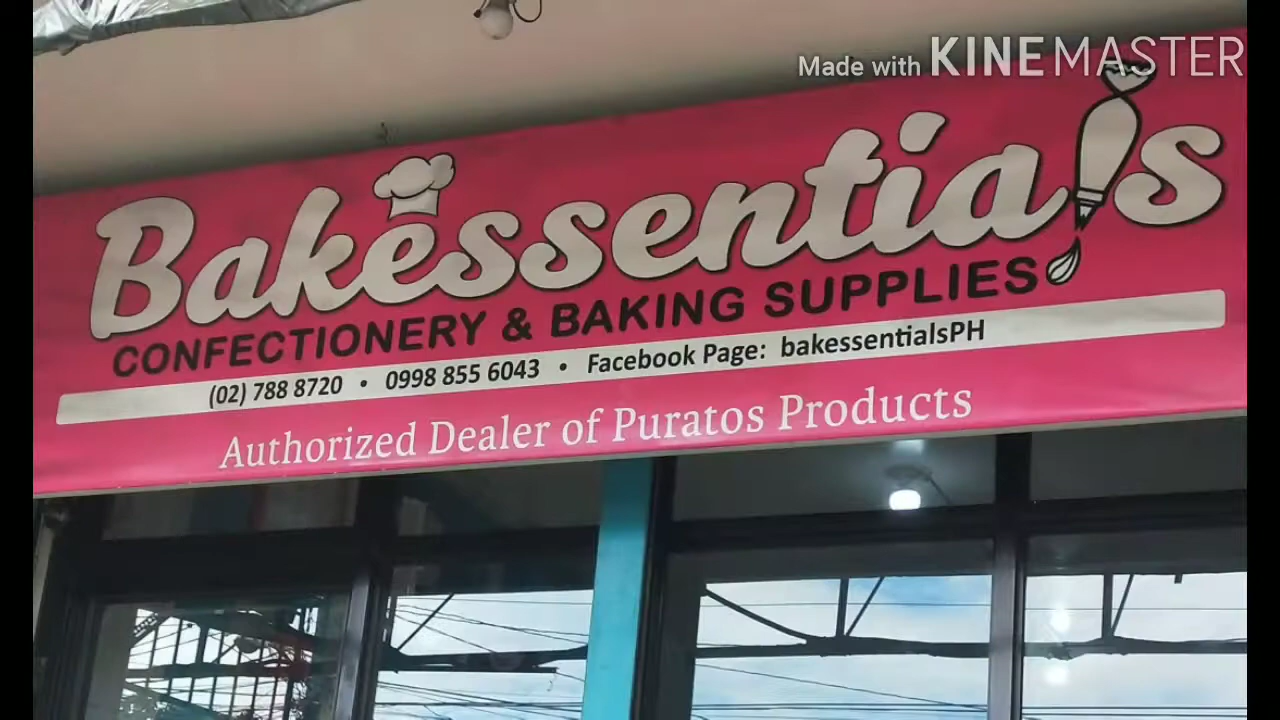 Made with KINEMASTER
Bakessentials
CONFECTIONERY & BAKING SUPPLIES
(02) 788 8720 • 0998 855 6043 • Facebook Page: bakessentialsPH
Authorized Dealer of Puratos Products